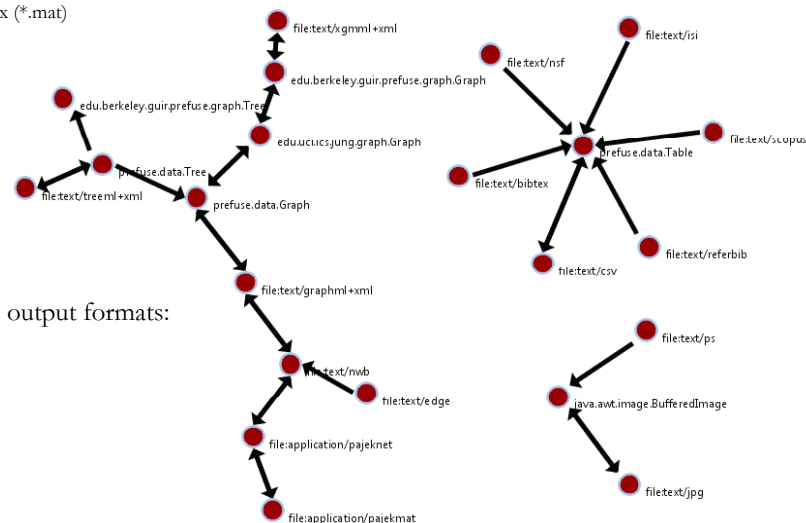 x (*.mat)
file:text/xgmml+xml
file:text/isi
file:text/nsf
edu.berkeley.guir.prefuse.graph.Graph
edu.berkeley.guir.prefuse.graph.Tree
edu.uci.ics.jung.graph.Graph
file:text/scopus
prefuse.data.Table
prefuse.data.Tree
file:text/bibtex
file:text/treeml+xml
prefuse.data.Graph
file:text/referbib
file:text/csv
file:text/graphml+xml
output formats:
file:text/ps
file:text/nwb
file:text/edge
java.awt.image.BufferedImage
file:application/pajeknet
file:text/jpg
file:application/pajekmat